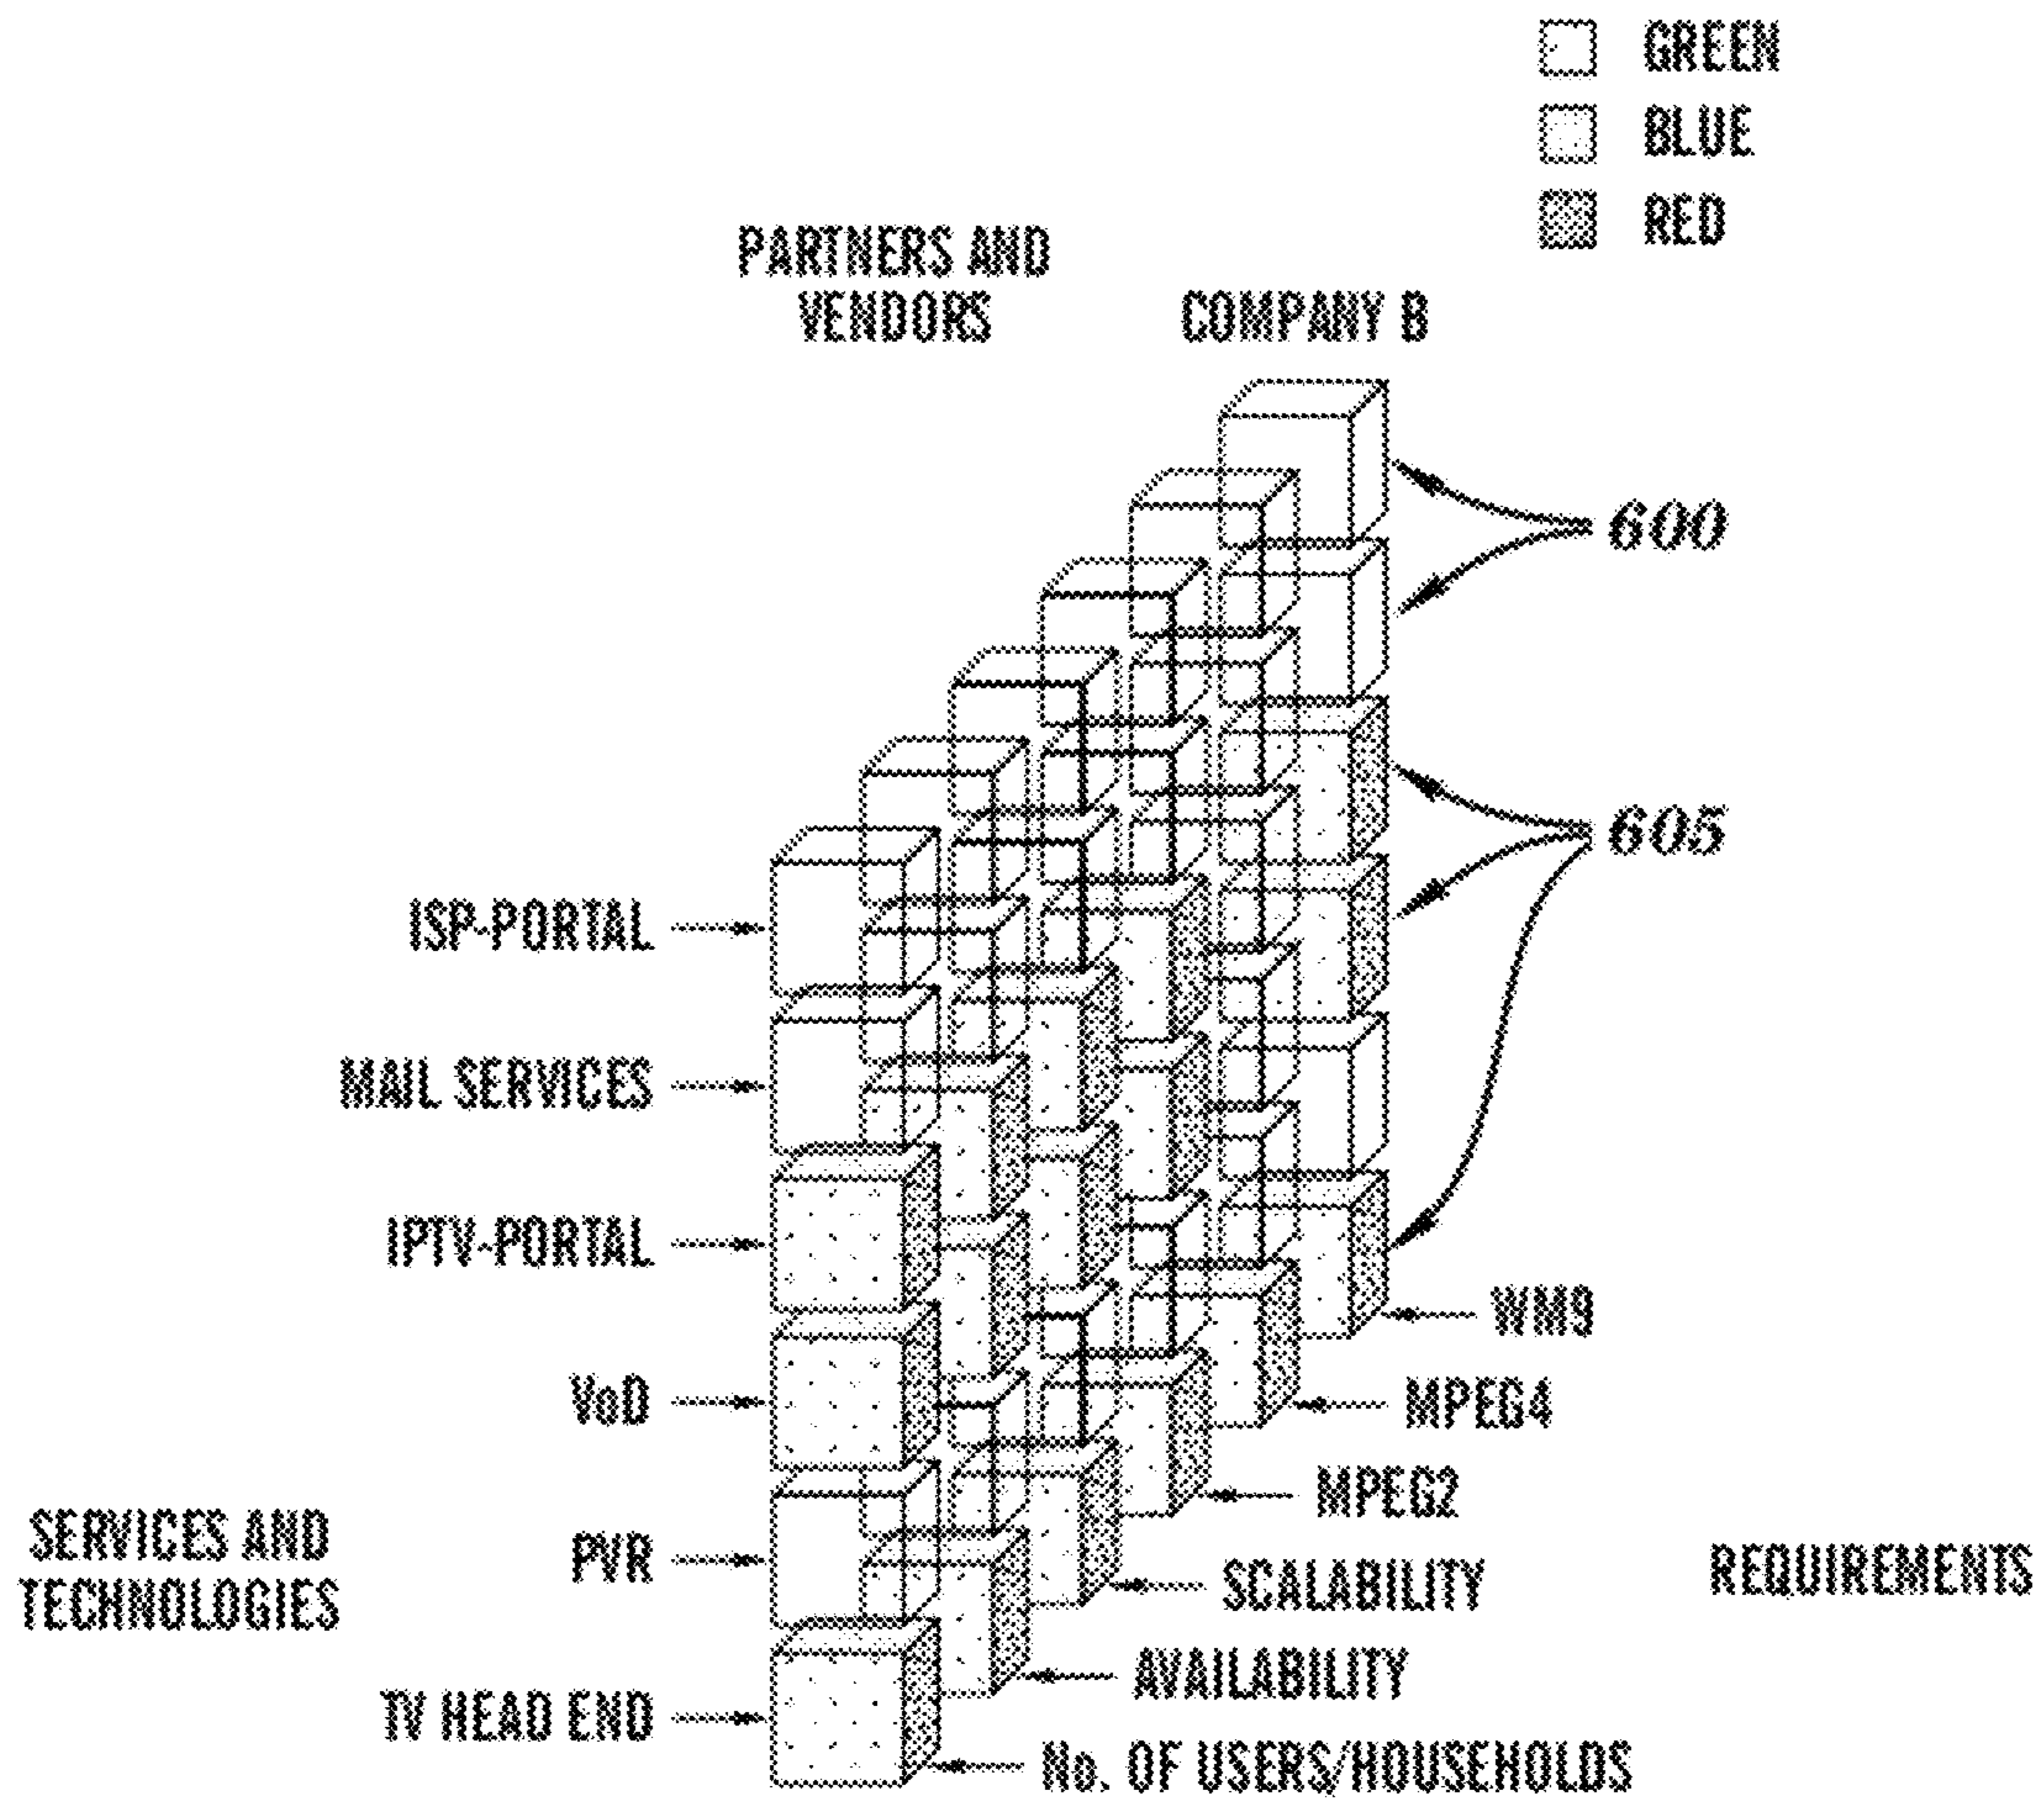 GREEN
BLUE
RED
PARTNERS AND
VENDORS
COMPANY B
600
605
ISP-PORTAL
MAIL SERVICES
IPTV-PORTAL
VoD
PVR
TV HEAD END
SERVICES AND
TECHNOLOGIES
WM9
MPEG4
MPEG2
SCALABILITY
AVAILABILITY
No. OF USERS/HOUSEHOLDS
REQUIREMENTS